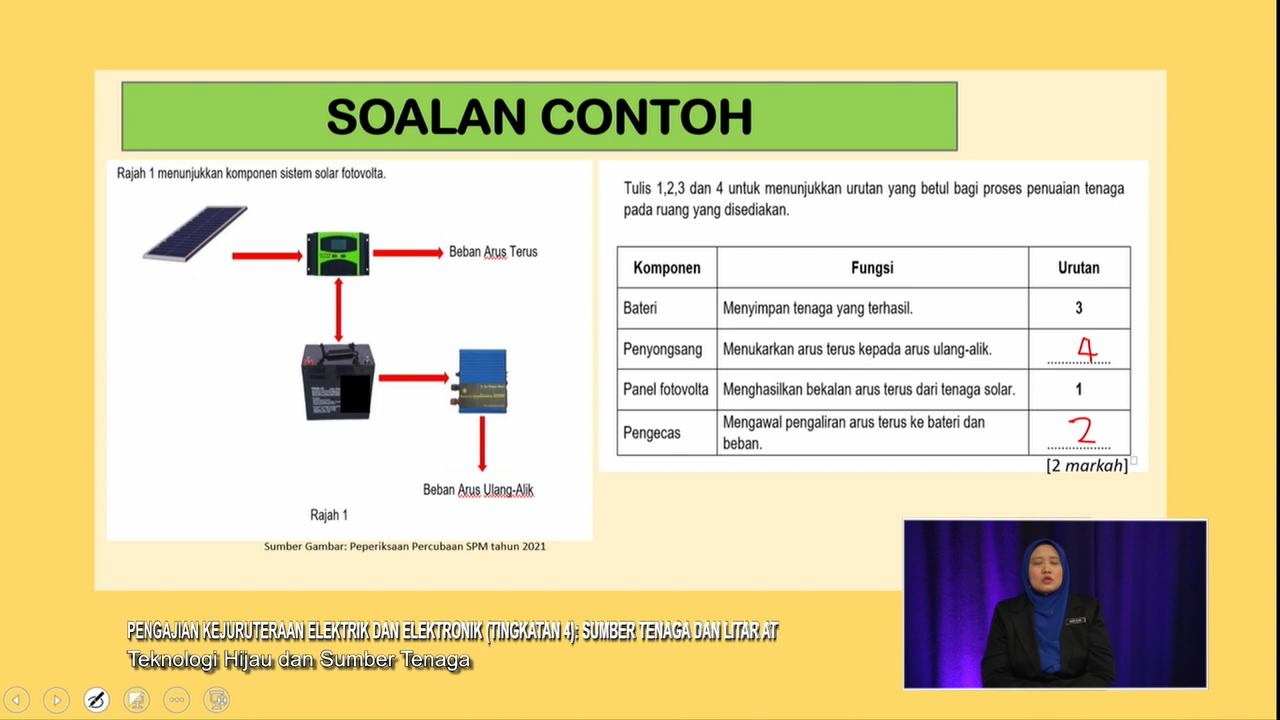 SOALAN CONTOH
Rajah 1 menunjukkan komponen sistem solar fotovolta.
Beban Arus Terus
Beban Arus Ulang-Alik
Rajah 1
Sumber Gambar: Peperiksaan Percubaan SPM tahun 2021
Tulis 1,2,3 dan 4 untuk menunjukkan urutan yang betul bagi proses penuaian tenaga
pada ruang yang disediakan.
Komponen Fungsi Urutan
Bateri Menyimpan tenaga yang terhasil. 3
Penyongsang Menukarkan arus terus kepada arus ulang-alik. 4
Panel fotovolta Menghasilkan bekalan arus terus dari tenaga solar. 1
Pengecas Mengawal pengaliran arus terus ke bateri dan
beban. 2
[2 markah]
PENGAJIAN KEJURUTERAAN ELEKTRIK DAN ELEKTRONIK (TINGKATAN 4): SUMBER TENAGA DAN LITAR AT
Teknologi Hijau dan Sumber Tenaga